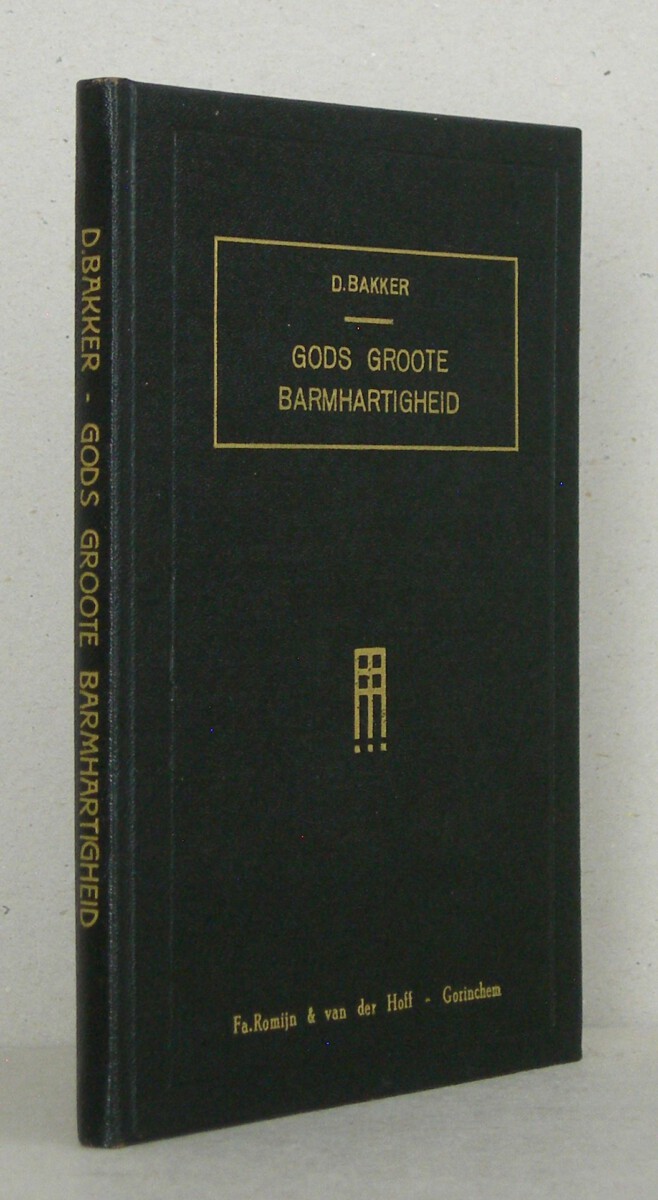 D.BAKKER - GODS GROOTE BARMHARTIGHEID
D.BAKKER
GODS GROOTE
BARMHARTIGHEID
Fa.Romijn & van der Hoff - Gorinchem